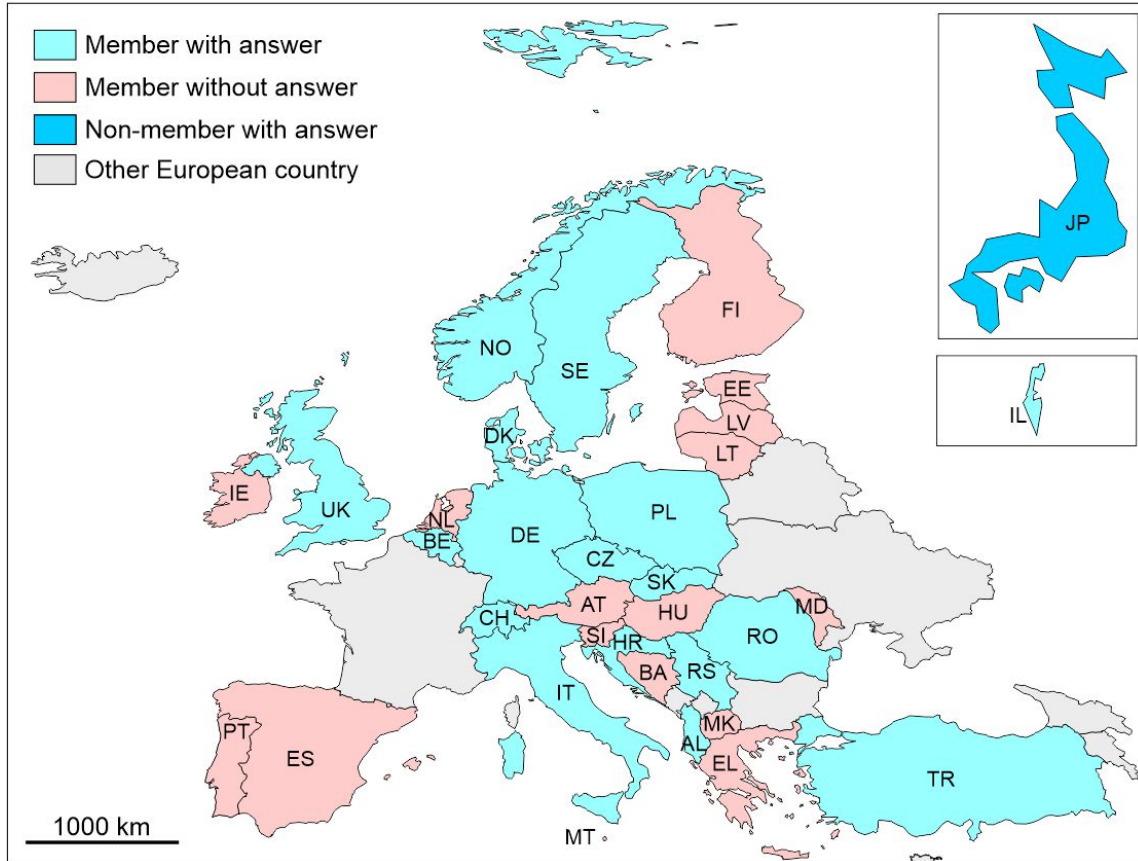 Member with answer
Member without answer
Non-member with answer
Other European country
JP
FI
NO
SE
EE
IL
LV
DK
LT
IE
UK
NL
PL
DE
BE
CZ
SK
AT
HU
MD
CH
SI
HR
RO
BA
RS
IT
PT
MK
AL
ES
EL
TR
1000 km
MT